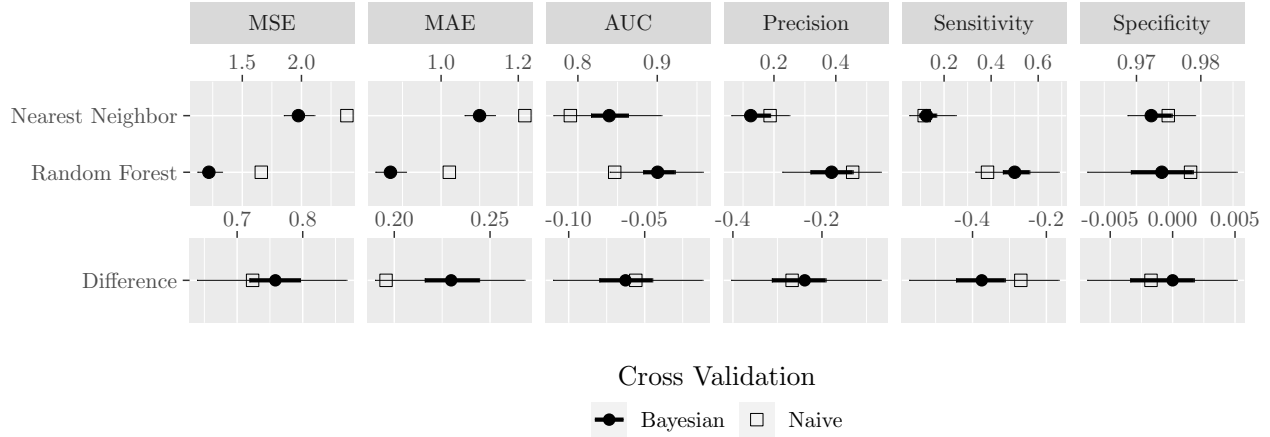 MSE MAE AUC Precision Sensitivity Specificity
1.5 2.0 1.0 1.2 0.8 0.9 0.2 0.4 0.2 0.4 0.6 0.97 0.98
Nearest Neighbor
Random Forest
0.7 0.8 0.20 0.25 -0.10 -0.05 -0.4 -0.2 -0.4 -0.2 -0.005 0.000 0.005
Difference
Cross Validation
Bayesian Naive